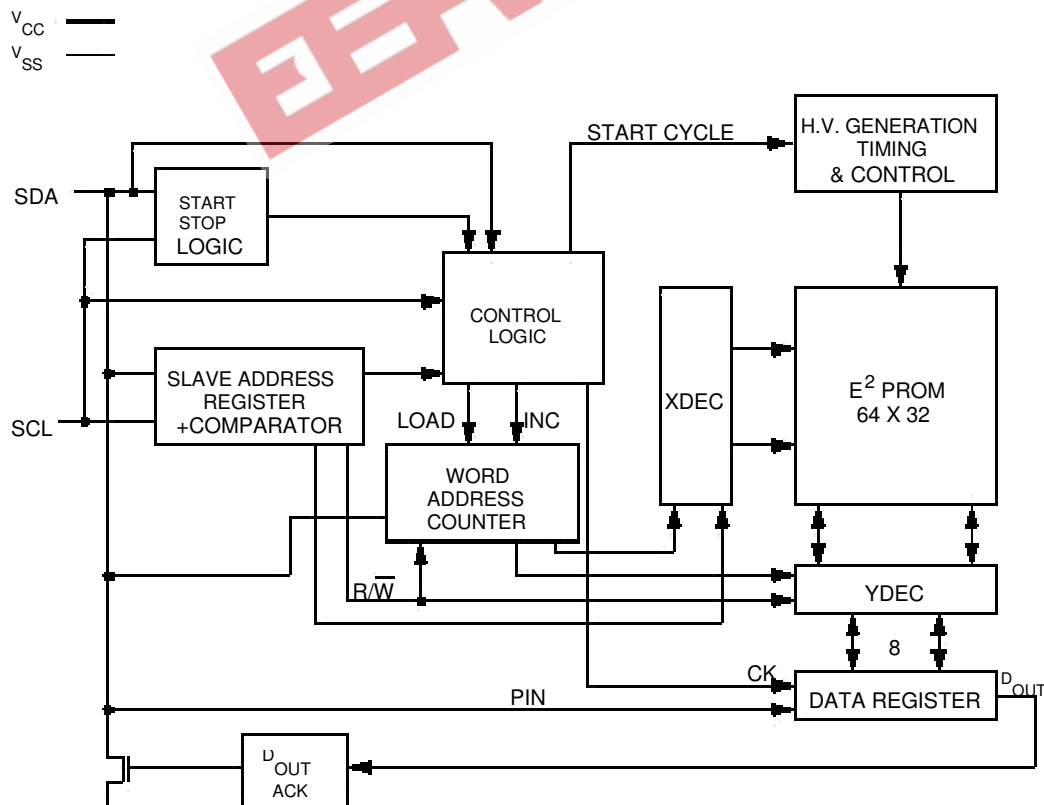 VCC
VSS
START CYCLE
H.V. GENERATION
TIMING
& CONTROL
SDA
START
STOP
LOGIC
CONTROL
LOGIC
SLAVE ADDRESS
REGISTER
+COMPARATOR
SCL
LOAD
INC
XDEC
E2 PROM
64 X 32
WORD
ADDRESS
COUNTER
R/W̅
YDEC
8
CK
PIN
DATA REGISTER
DOUT
DOUT
ACK